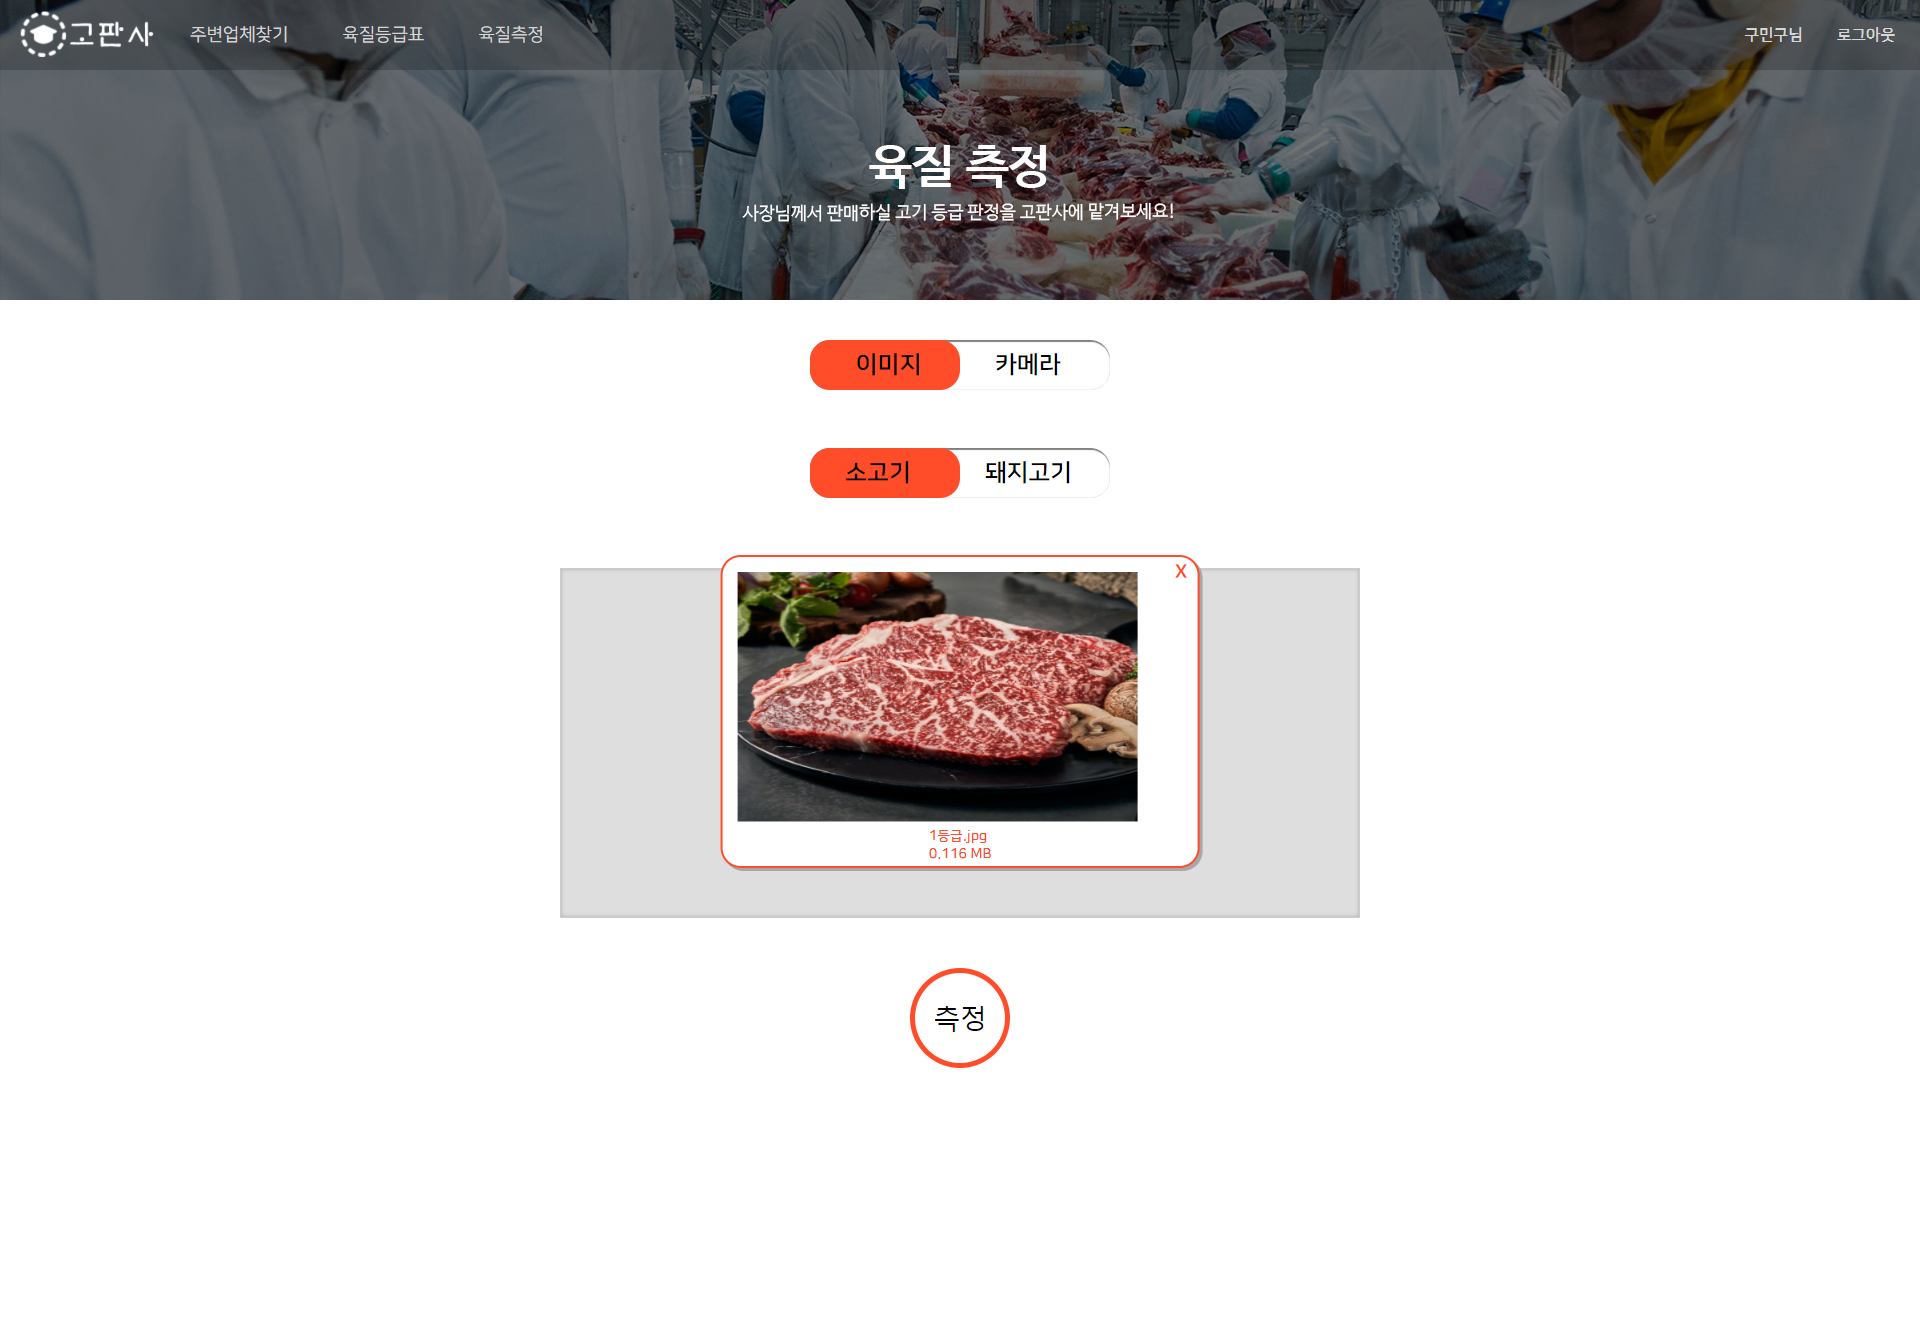 고판사 주변업체찾기 육질등급표 육질측정 구민구님 로그아웃
육질 측정
사장님께서 판매하실 고기 등급 판정을 고판사에 맡겨보세요!
이미지 카메라
소고기 돼지고기
X
1등급.jpg
0.116 MB
측정